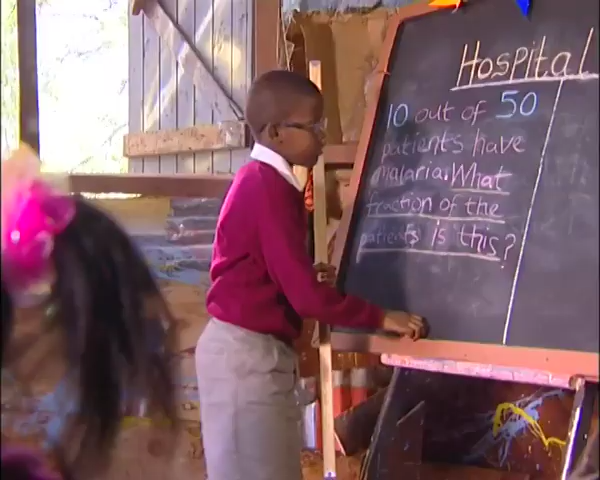 Hospital
10 out of 50
patients have
malaria. What
fraction of the
patients is this?